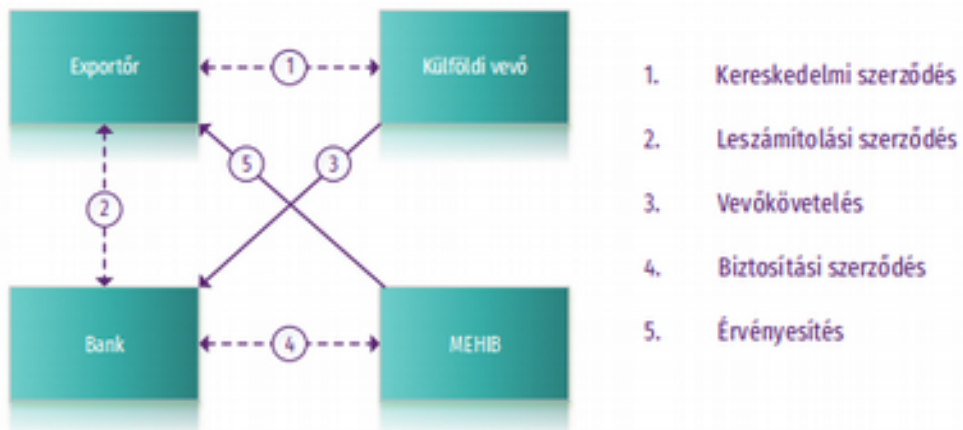 Exportőr
1
Külföldi vevő
5
3
2
Bank
4
MEHIB
1. Kereskedelmi szerződés
2. Leszámítolási szerződés
3. Vevőkövetelés
4. Biztosítási szerződés
5. Érvényesítés